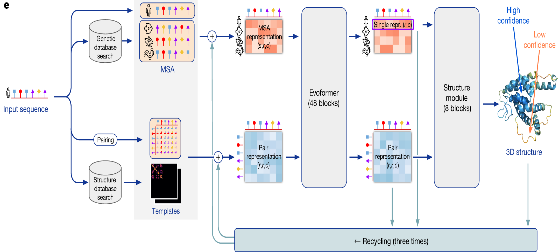 e
Input sequence
Genetic
database
search
MSA
Pairing
Structure
database
search
Templates
MSA
representation
(s,r,c)
Pair
representation
(r,r,c)
Evoformer
(48 blocks)
Single repr. (r,c)
Pair
representation
(r,r,c)
Structure
module
(8 blocks)
High
confidence
Low
confidence
3D structure
← Recycling (three times)